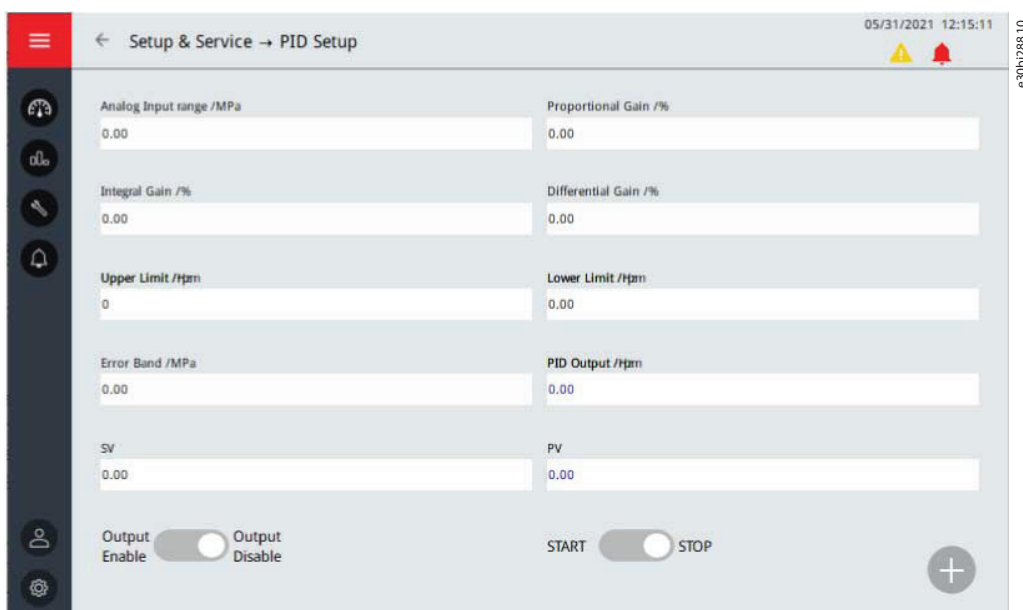 05/31/2021 12:15:11
← Setup & Service → PID Setup
Analog Input range /MPa
Proportional Gain /%
0.00
0.00
Integral Gain /%
Differential Gain /%
0.00
0.00
Upper Limit
Lower Limit
0
0.00
Error Band /MPa
PID Output
0.00
0.00
SV
PV
0.00
0.00
Output Enable
Output Disable
START
STOP
e30bj288.10